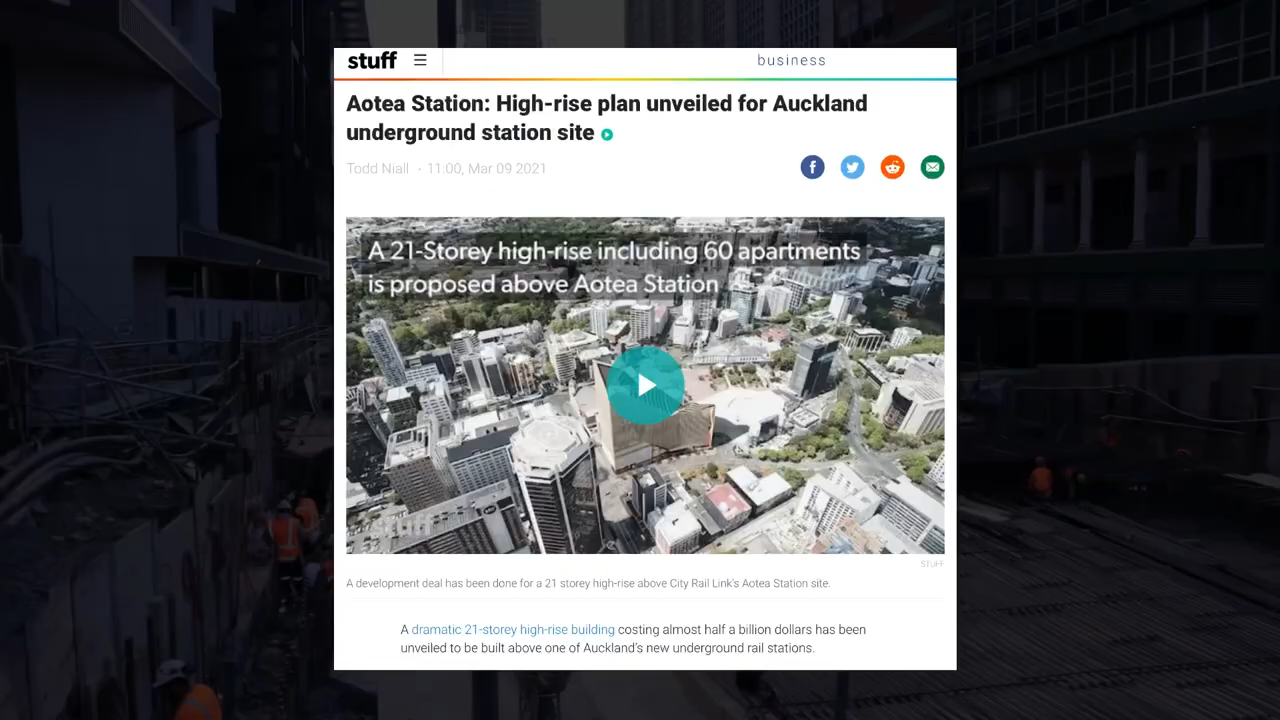 stuff
business
Aotea Station: High-rise plan unveiled for Auckland
underground station site
Todd Niall · 11:00, Mar 09 2021
A 21-Storey high-rise including 60 apartments
is proposed above Aotea Station
STUFF
A development deal has been done for a 21 storey high-rise above City Rail Link's Aotea Station site.
A dramatic 21-storey high-rise building costing almost half a billion dollars has been
unveiled to be built above one of Auckland's new underground rail stations.